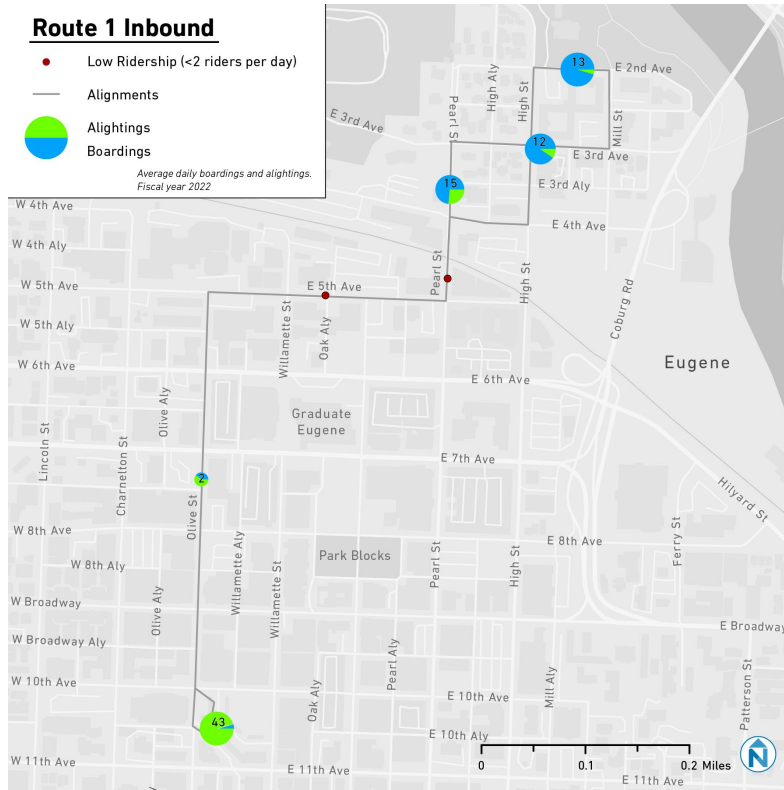 Route 1 Inbound
Low Ridership (<2 riders per day)
Alignments
Alightings
Boardings
Average daily boardings and alightings.
Fiscal year 2022
13
E 2nd Ave
High Aly
High St
Pearl St
Mill St
E 3rd Ave
12
E 3rd Ave
15
E 3rd Aly
W 4th Ave
E 4th Ave
W 4th Aly
Pearl St
High St
W 5th Ave
E 5th Ave
Coburg Rd
W 5th Aly
Willamette St
Oak Aly
W 6th Ave
Eugene
E 6th Ave
Olive Aly
Graduate
Eugene
Lincoln St
Charnelton St
E 7th Ave
2
Hilyard St
Olive St
W 8th Ave
E 8th Ave
Ferry St
W 8th Aly
Willamette Aly
Willamette St
Park Blocks
Pearl St
High St
Olive Aly
W Broadway
E Broadway
W Broadway Aly
Pearl Aly
W 10th Ave
Oak Aly
E 10th Ave
Mill Aly
Patterson St
43
E 10th Aly
W 11th Ave
E 11th Ave
0
0.1
0.2 Miles
E 11th Ave
N